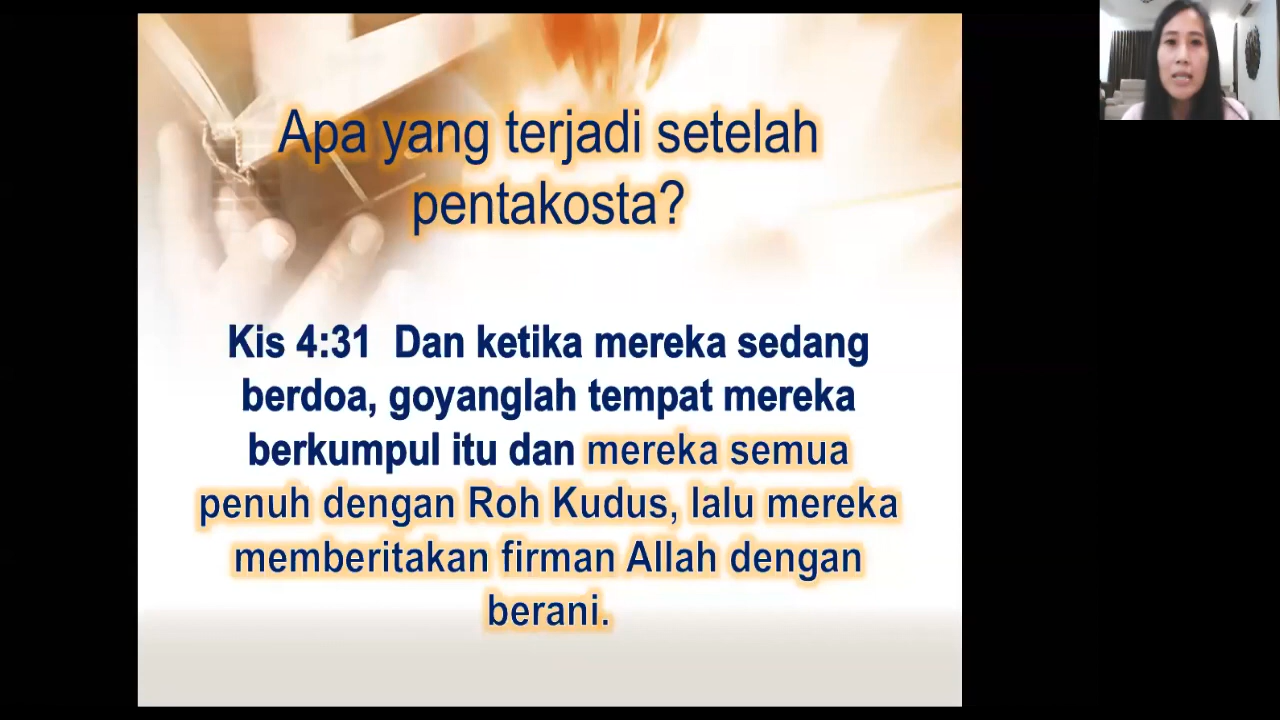 Apa yang terjadi setelah
pentakosta?
Kis 4:31  Dan ketika mereka sedang
berdoa, goyanglah tempat mereka
berkumpul itu dan mereka semua
penuh dengan Roh Kudus, lalu mereka
memberitakan firman Allah dengan
berani.